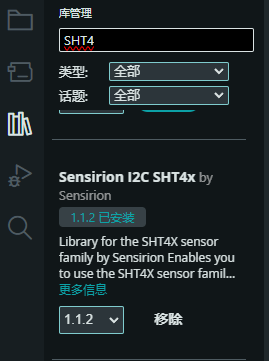 库管理
SHT4
类型:
全部
话题:
全部
Sensirion I2C SHT4x by
Sensirion
1.1.2 已安装
Library for the SHT4X sensor
family by Sensirion Enables you
to use the SHT4X sensor famil...
更多信息
1.1.2
移除